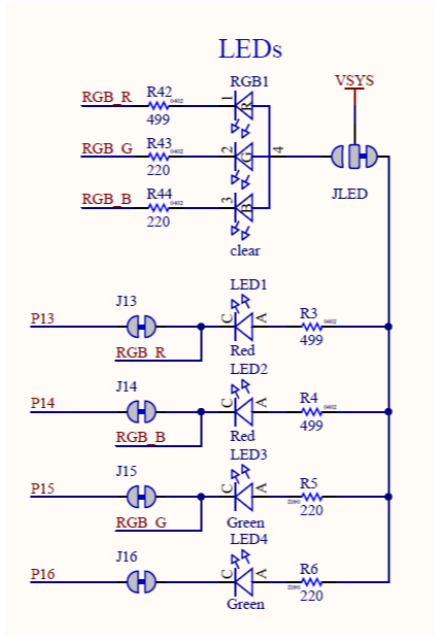 LEDs
RGB1
VSYS
RGB_R
R42
0402
499
1
R
RGB_G
R43
0402
220
2
G
4
JLED
RGB_B
R44
0402
220
3
B
clear
P13
J13
RGB_R
LED1
C
A
Red
R3
0402
499
P14
J14
RGB_B
LED2
C
A
Red
R4
0402
499
P15
J15
RGB_G
LED3
C
A
Green
R5
220
P16
J16
LED4
C
A
Green
R6
220